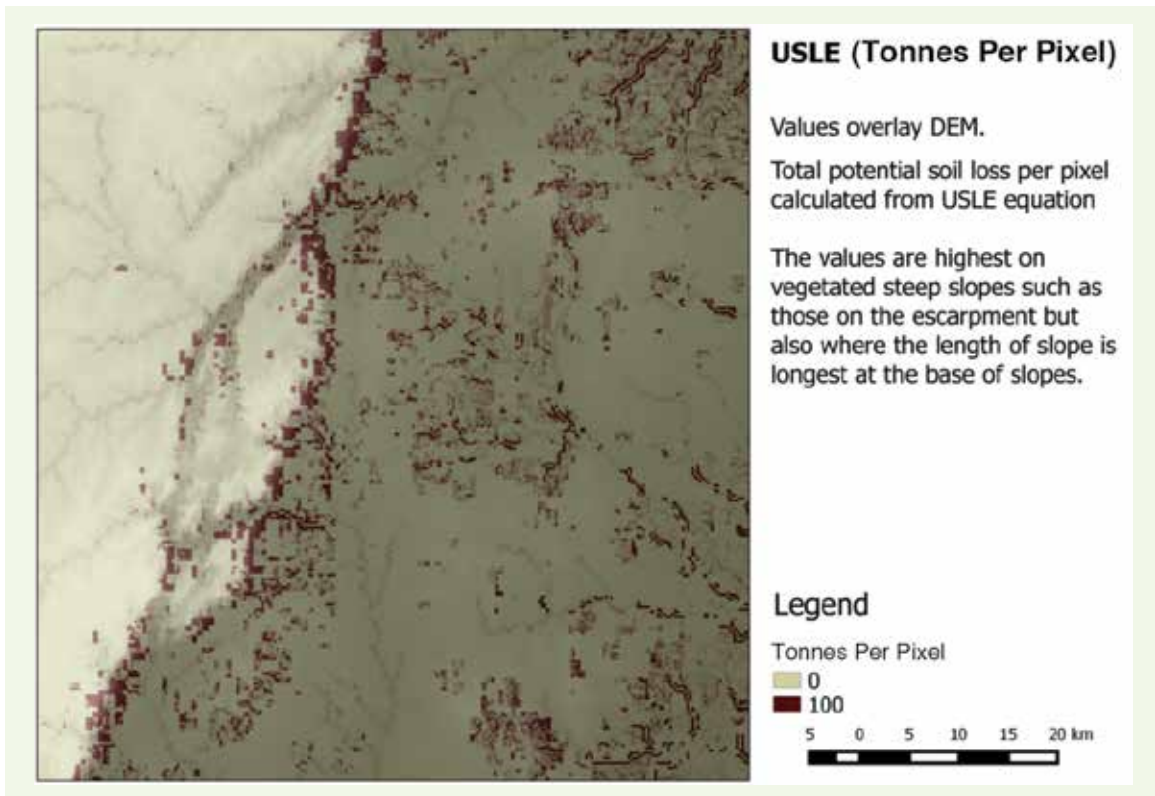 USLE (Tonnes Per Pixel)
Values overlay DEM.
Total potential soil loss per pixel
calculated from USLE equation
The values are highest on
vegetated steep slopes such as
those on the escarpment but
also where the length of slope is
longest at the base of slopes.
Legend
Tonnes Per Pixel
0
100
5 0 5 10 15 20 km